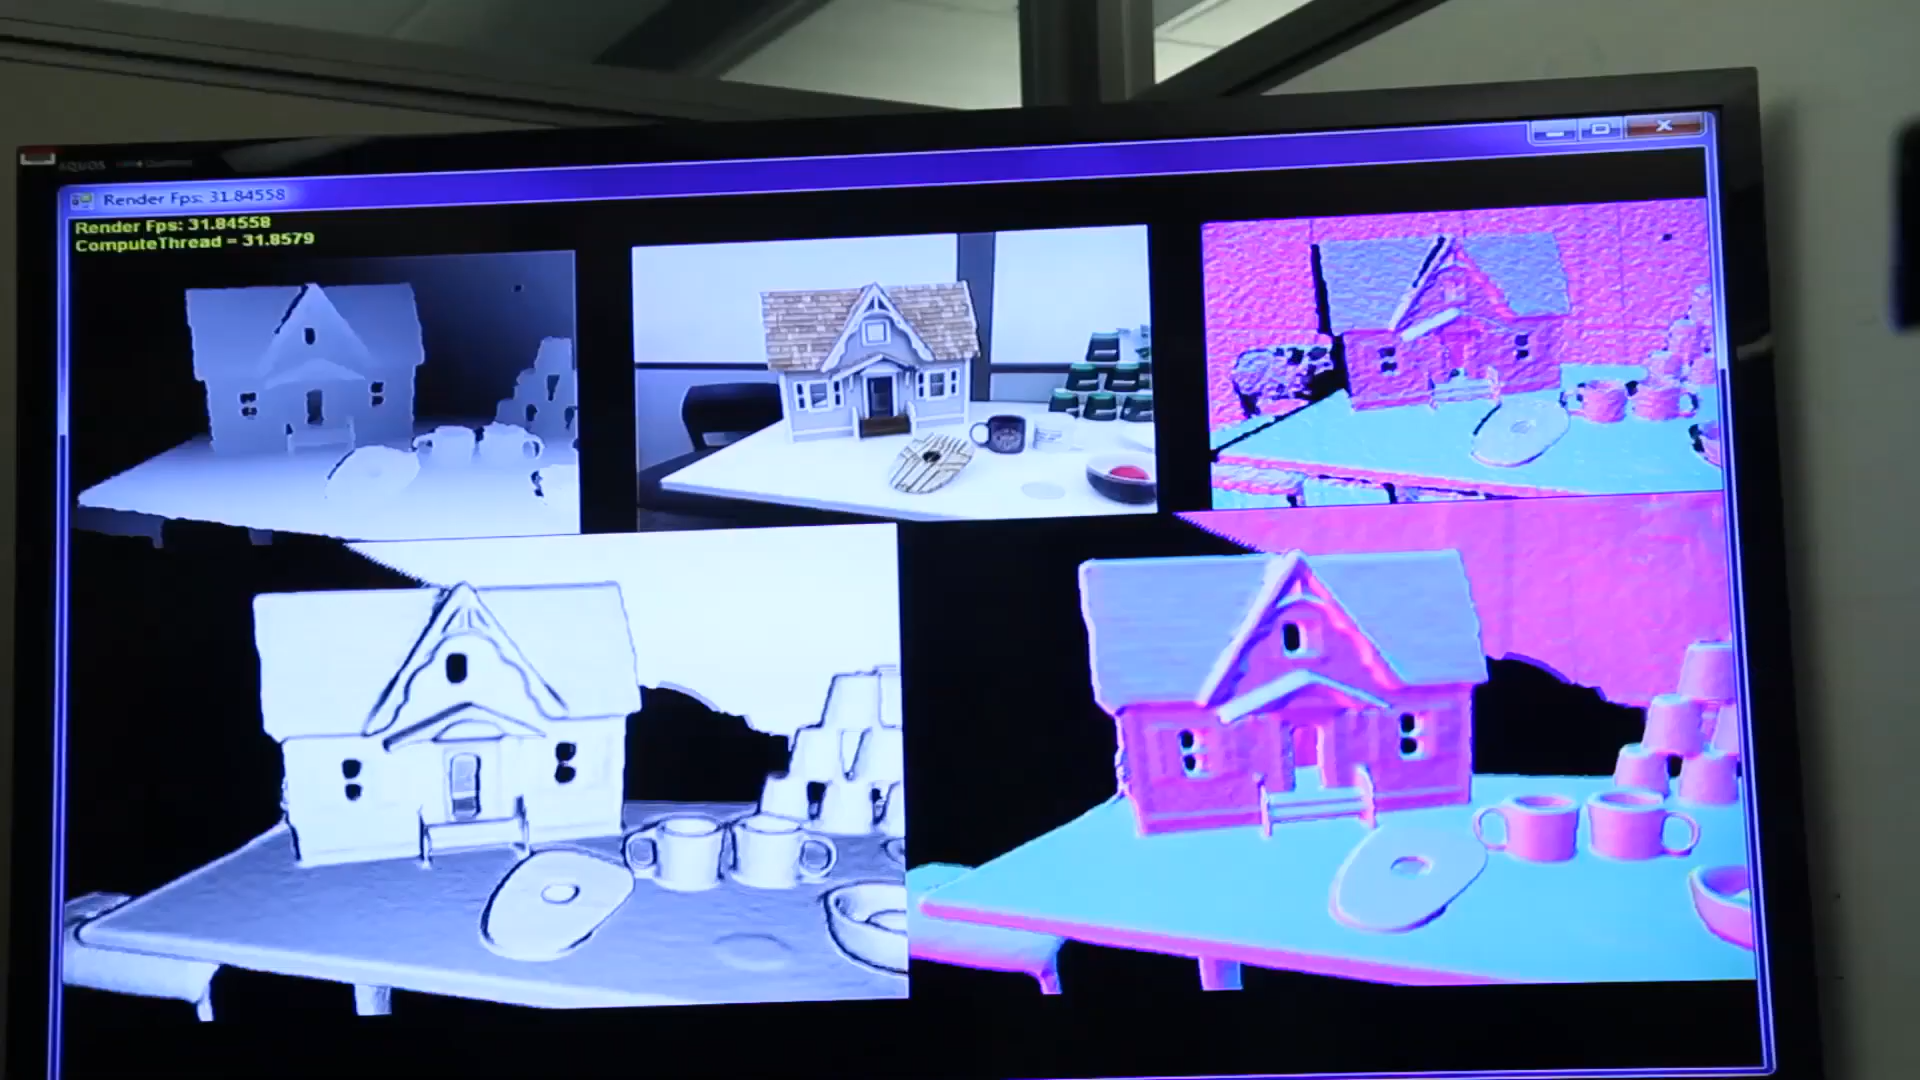 AQUOS
Render Fps: 31.84558
Render Fps: 31.84558
ComputeThread = 31.8579